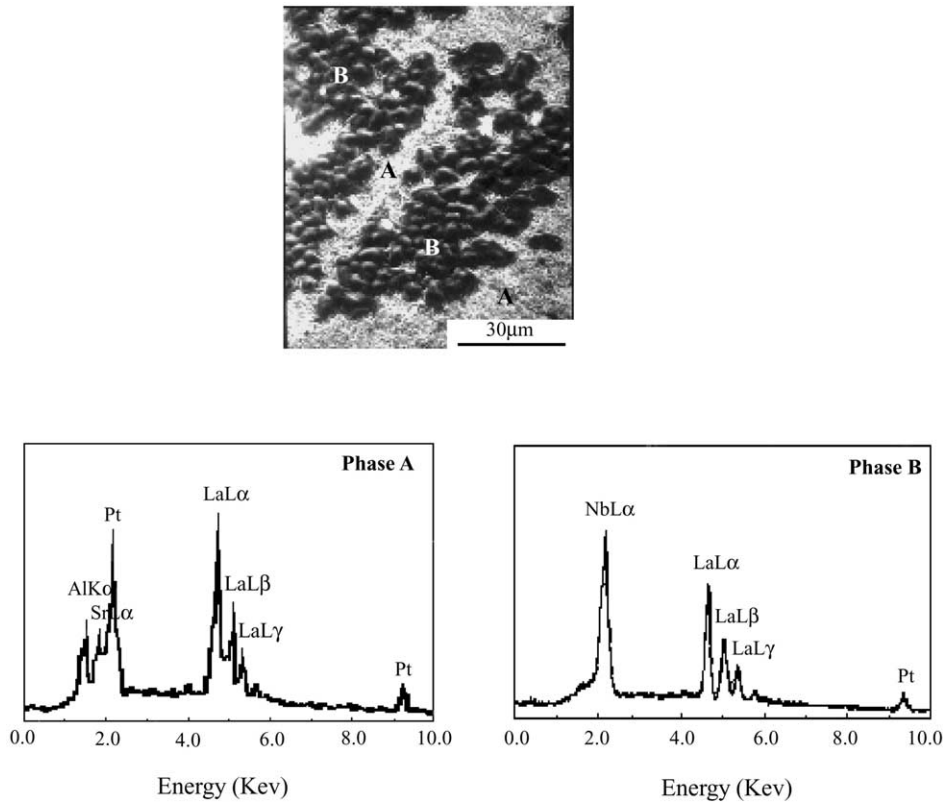 B
A
B
A
30µm
Phase A
LaLα
Pt
AlKα
LaLβ
SrLα
LaLγ
Pt
0.0 2.0 4.0 6.0 8.0 10.0
Energy (Kev)
Phase B
NbLα
LaLα
LaLβ
LaLγ
Pt
0.0 2.0 4.0 6.0 8.0 10.0
Energy (Kev)